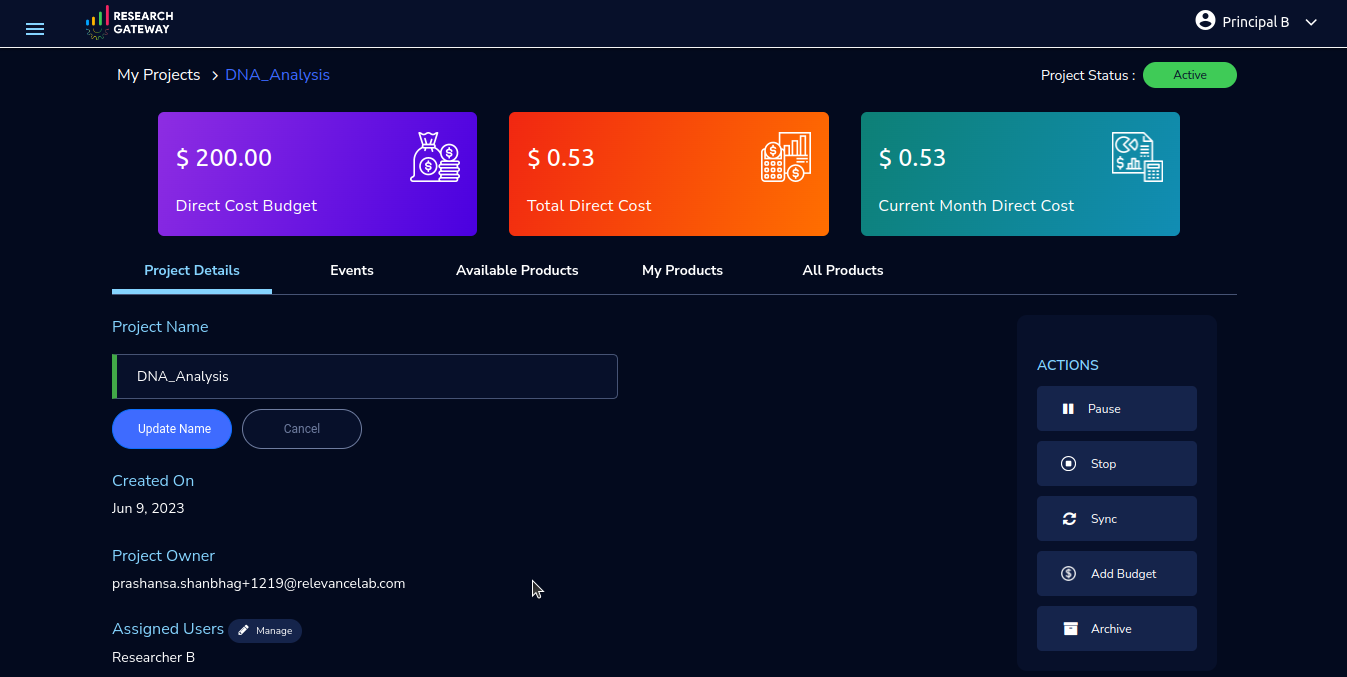 RESEARCH
GATEWAY
Principal B
My Projects > DNA_Analysis
Project Status :
Active
$ 200.00
Direct Cost Budget
$ 0.53
Total Direct Cost
$ 0.53
Current Month Direct Cost
Project Details
Events
Available Products
My Products
All Products
Project Name
DNA_Analysis
Update Name
Cancel
Created On
Jun 9, 2023
Project Owner
prashansa.shanbhag+1219@relevancelab.com
Assigned Users
Manage
Researcher B
ACTIONS
Pause
Stop
Sync
Add Budget
Archive